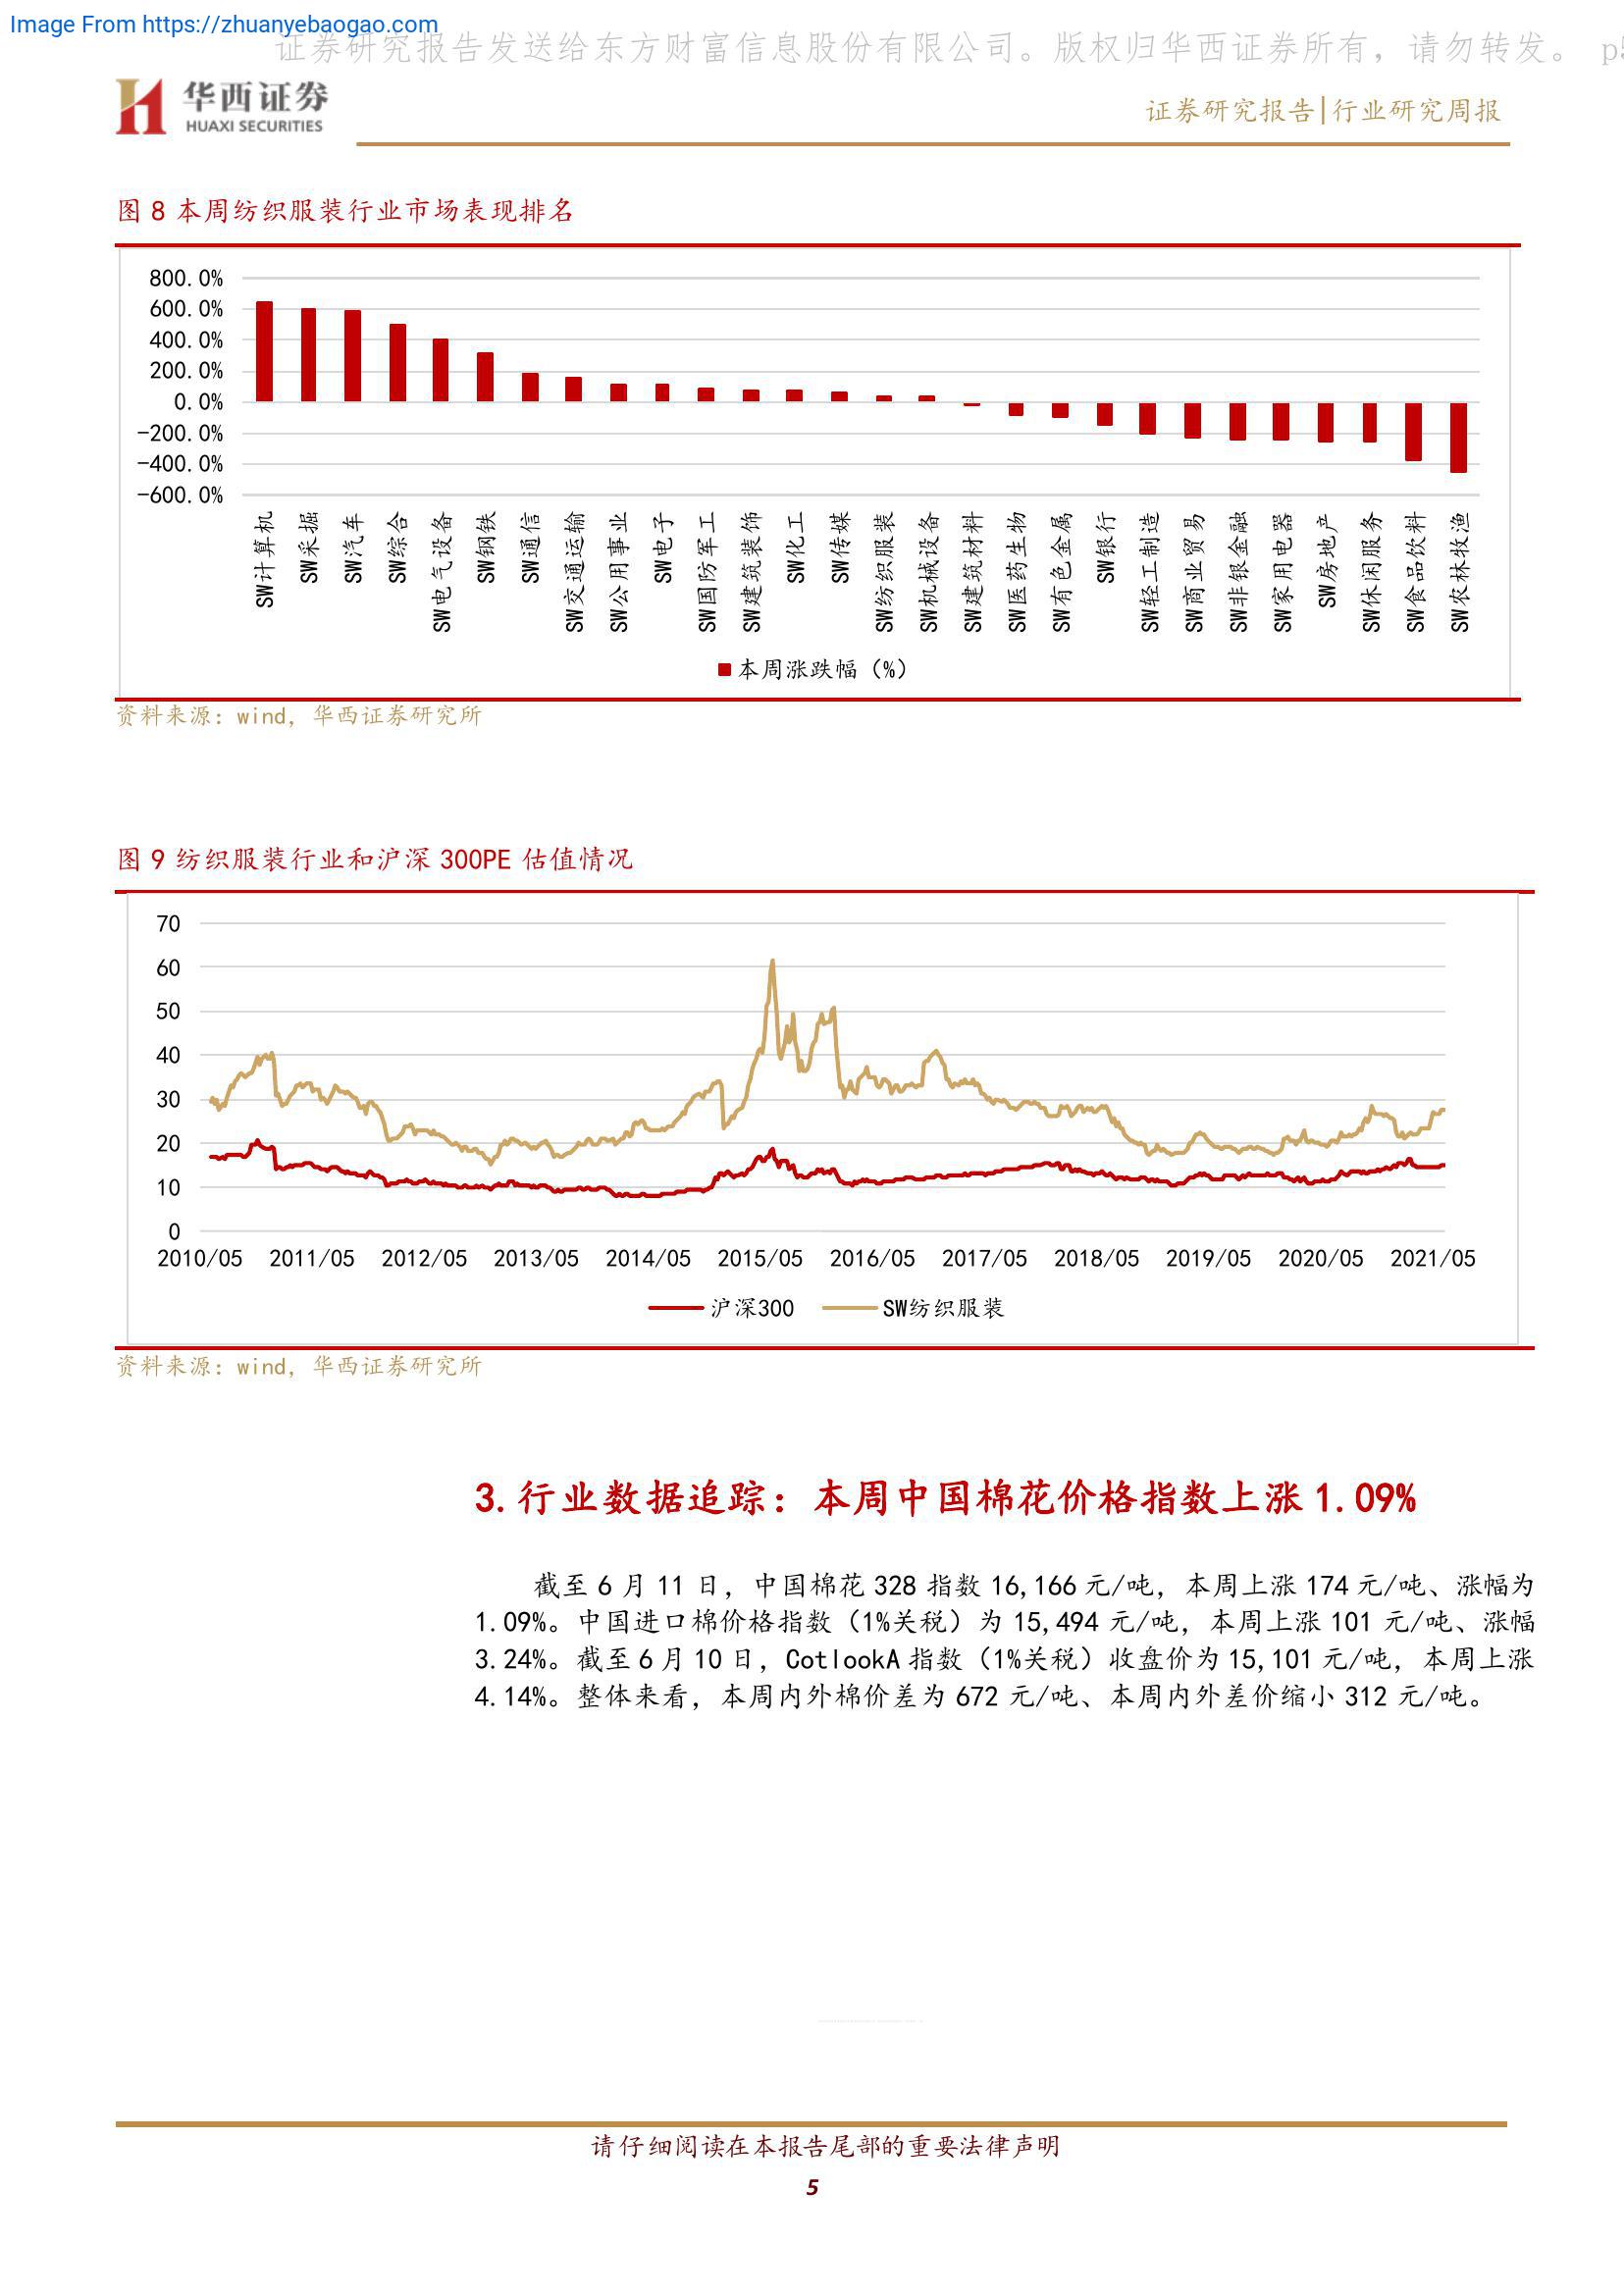 Image From https://zhuanyebaogao.com
证券研究报告发送给东方财富信息股份有限公司。版权归华西证券所有，请勿转发。 p5
华西证券
HUAXI SECURITIES
证券研究报告|行业研究周报
图 8 本周纺织服装行业市场表现排名
800.0%
600.0%
400.0%
200.0%
0.0%
-200.0%
-400.0%
-600.0%
SW计算机
SW采掘
SW汽车
SW综合
SW电气设备
SW钢铁
SW通信
SW交通运输
SW公用事业
SW电子
SW国防军工
SW建筑装饰
SW化工
SW传媒
SW纺织服装
SW机械设备
SW建筑材料
SW医药生物
SW有色金属
SW银行
SW轻工制造
SW商业贸易
SW非银金融
SW家用电器
SW房地产
SW休闲服务
SW食品饮料
SW农林牧渔
本周涨跌幅（%）
资料来源：wind，华西证券研究所
图 9 纺织服装行业和沪深 300PE 估值情况
70
60
50
40
30
20
10
0
2010/05 2011/05 2012/05 2013/05 2014/05 2015/05 2016/05 2017/05 2018/05 2019/05 2020/05 2021/05
沪深300 SW纺织服装
资料来源：wind，华西证券研究所
3.行业数据追踪：本周中国棉花价格指数上涨1.09%
截至 6 月 11 日，中国棉花 328 指数 16,166 元/吨，本周上涨 174 元/吨、涨幅为
1.09%。中国进口棉价格指数（1%关税）为 15,494 元/吨，本周上涨 101 元/吨、涨幅
3.24%。截至 6 月 10 日，CotlookA 指数（1%关税）收盘价为 15,101 元/吨，本周上涨
4.14%。整体来看，本周内外棉价差为 672 元/吨、本周内外差价缩小 312 元/吨。
请仔细阅读在本报告尾部的重要法律声明
5